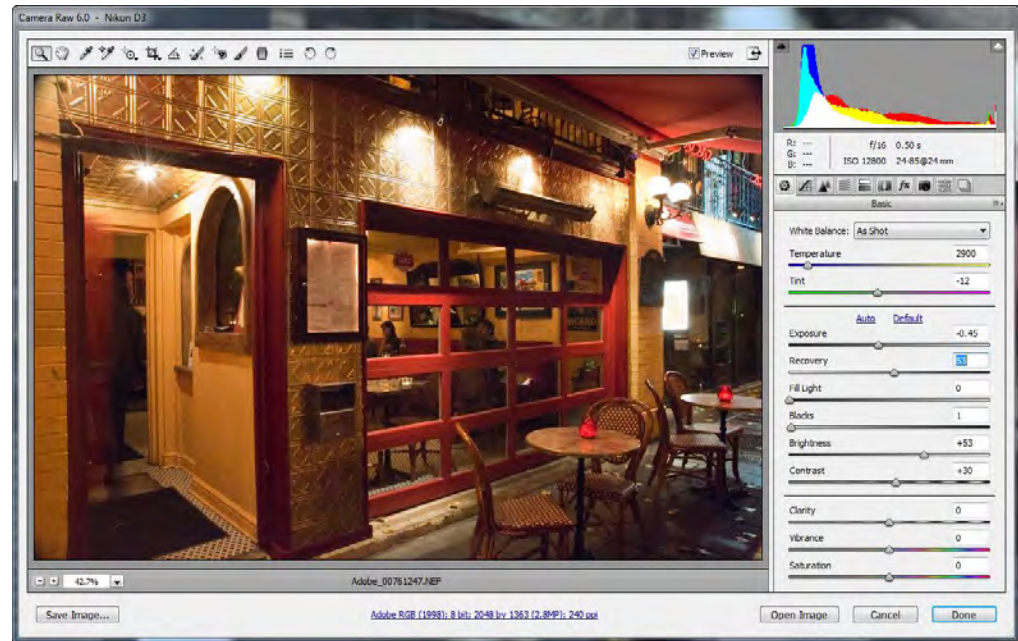 Camera Raw 6.0 - Nikon D3
Preview
R: ---
G: ---
B: ---
f/16 0.50 s
ISO 12800 24-85@24 mm
fx
Basic
White Balance: As Shot
Temperature 2900
Tint -12
Auto Default
Exposure -0.45
Recovery 53
Fill Light 0
Blacks 1
Brightness +53
Contrast +30
Clarity 0
Vibrance 0
Saturation 0
42.7%
Adobe_00761247.NEF
Save Image...
Adobe RGB (1998); 8 bit; 2048 by 1363 (2.8MP); 240 ppi
Open Image Cancel Done